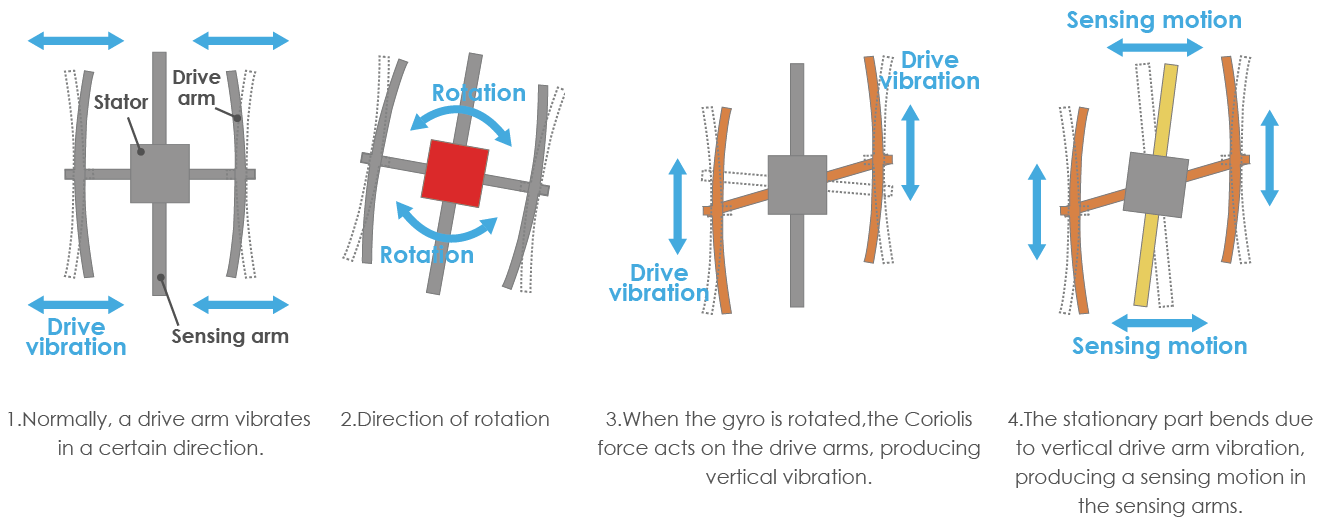 Drive
arm
Stator
Sensing arm
Drive
vibration
1.Normally, a drive arm vibrates
in a certain direction.
Rotation
Rotation
2.Direction of rotation
Drive
vibration
Drive
vibration
3.When the gyro is rotated,the Coriolis
force acts on the drive arms, producing
vertical vibration.
Sensing motion
Sensing motion
4.The stationary part bends due
to vertical drive arm vibration,
producing a sensing motion in
the sensing arms.